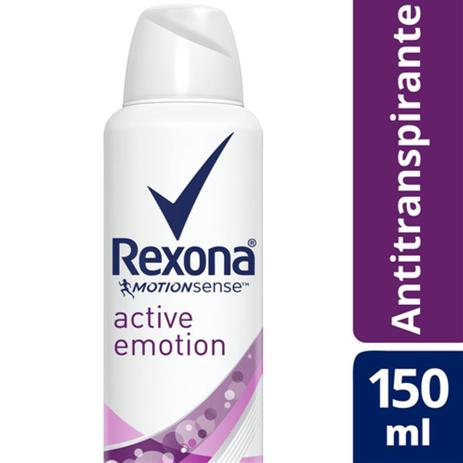 Rexona®
MOTIONsense™
active
emotion
Antitranspirante
150
ml